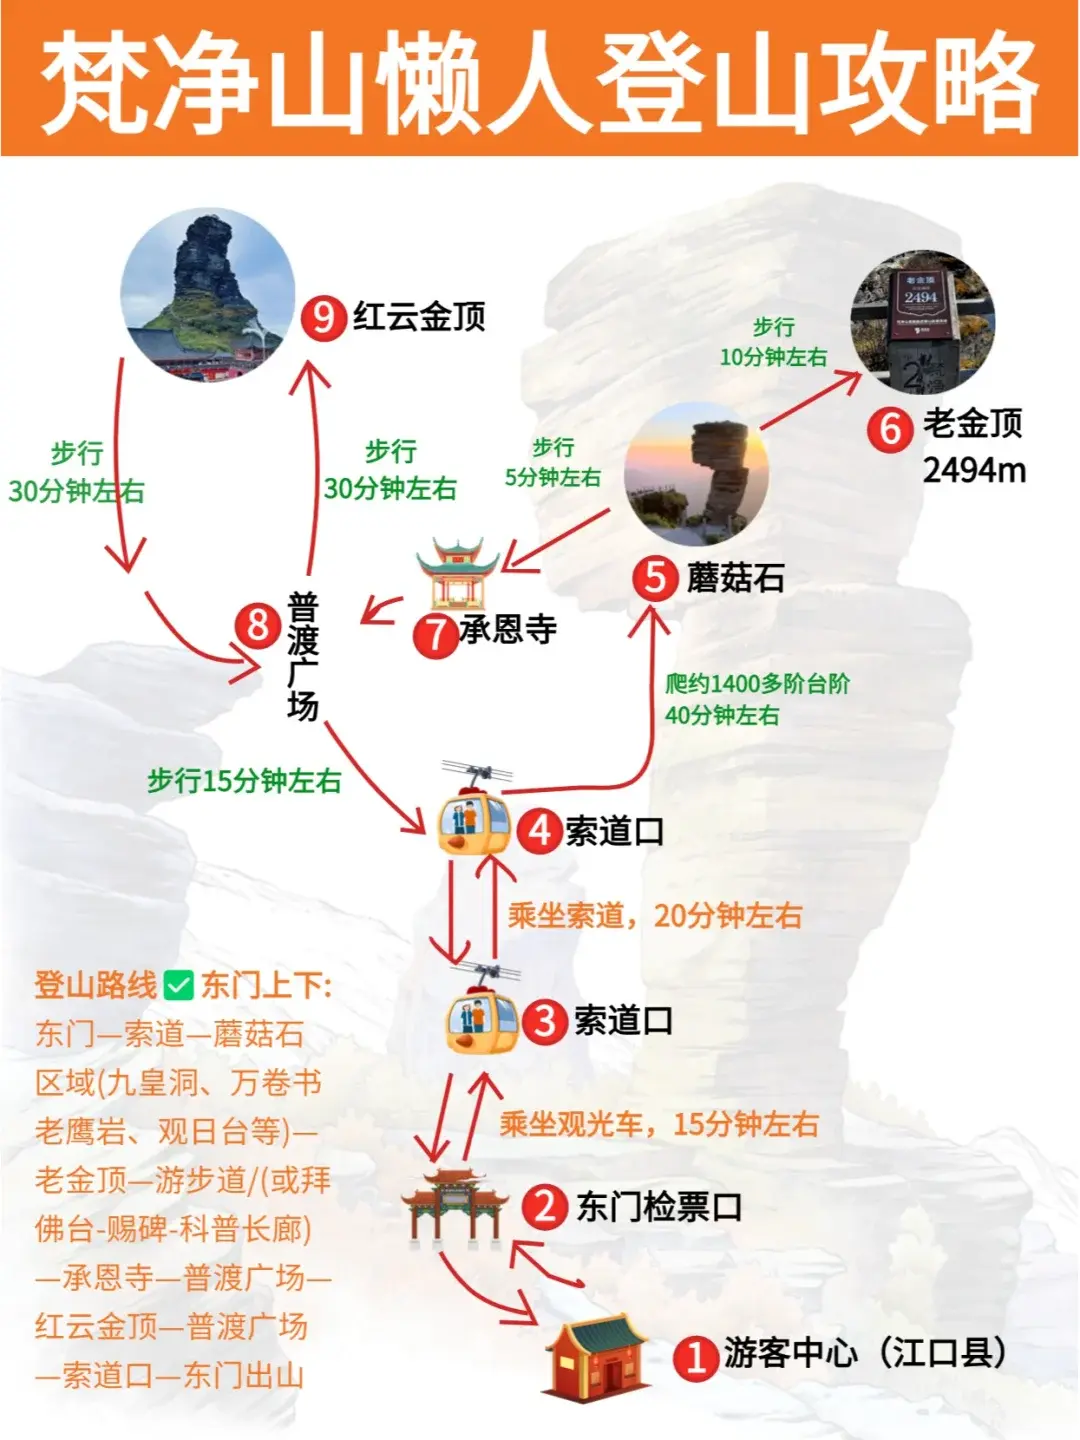 梵净山懒人登山攻略
9 红云金顶
步行
10分钟左右
老金顶
2494
6 老金顶
2494m
步行
30分钟左右
步行
30分钟左右
步行
5分钟左右
5 蘑菇石
8 普渡广场
7 承恩寺
爬约1400多阶台阶
40分钟左右
步行15分钟左右
4 索道口
乘坐索道，20分钟左右
3 索道口
乘坐观光车，15分钟左右
2 东门检票口
1 游客中心（江口县）
登山路线✅东门上下:
东门—索道—蘑菇石
区域(九皇洞、万卷书
老鹰岩、观日台等)—
老金顶—游步道/(或拜
佛台-赐碑-科普长廊)
—承恩寺—普渡广场—
红云金顶—普渡广场
—索道口—东门出山